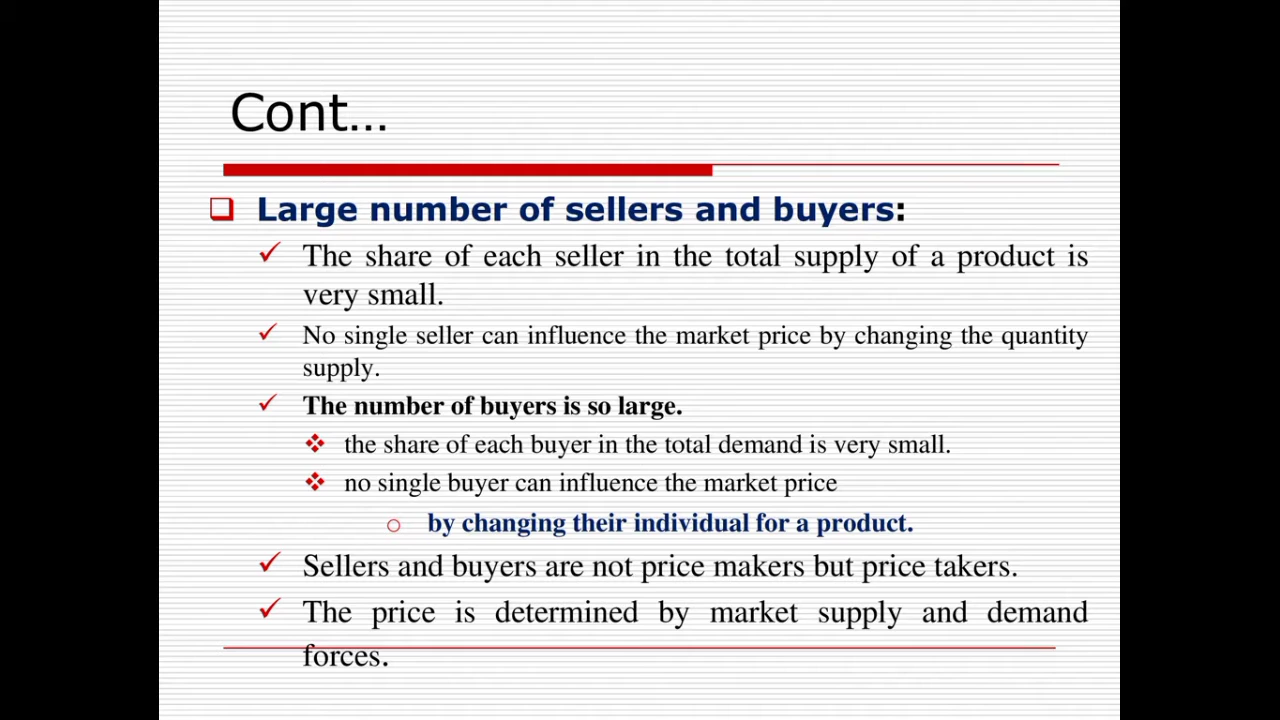 Cont...
Large number of sellers and buyers:
The share of each seller in the total supply of a product is
very small.
No single seller can influence the market price by changing the quantity
supply.
The number of buyers is so large.
the share of each buyer in the total demand is very small.
no single buyer can influence the market price
by changing their individual for a product.
Sellers and buyers are not price makers but price takers.
The price is determined by market supply and demand
forces.